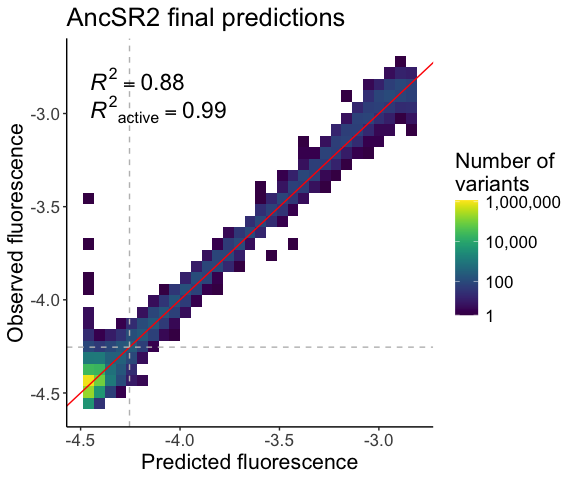 AncSR2 final predictions
R² = 0.88
R²active = 0.99
Observed fluorescence
-3.0
-3.5
-4.0
-4.5
-4.5 -4.0 -3.5 -3.0
Predicted fluorescence
Number of
variants
1,000,000
10,000
100
1